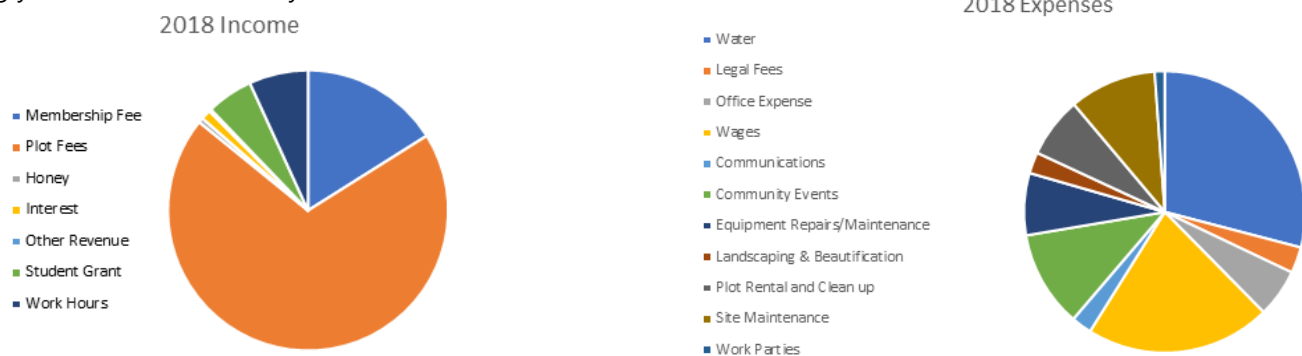 2018 Income
Membership Fee
Plot Fees
Honey
Interest
Other Revenue
Student Grant
Work Hours
2018 Expenses
Water
Legal Fees
Office Expense
Wages
Communications
Community Events
Equipment Repairs/Maintenance
Landscaping & Beautification
Plot Rental and Clean up
Site Maintenance
Work Parties